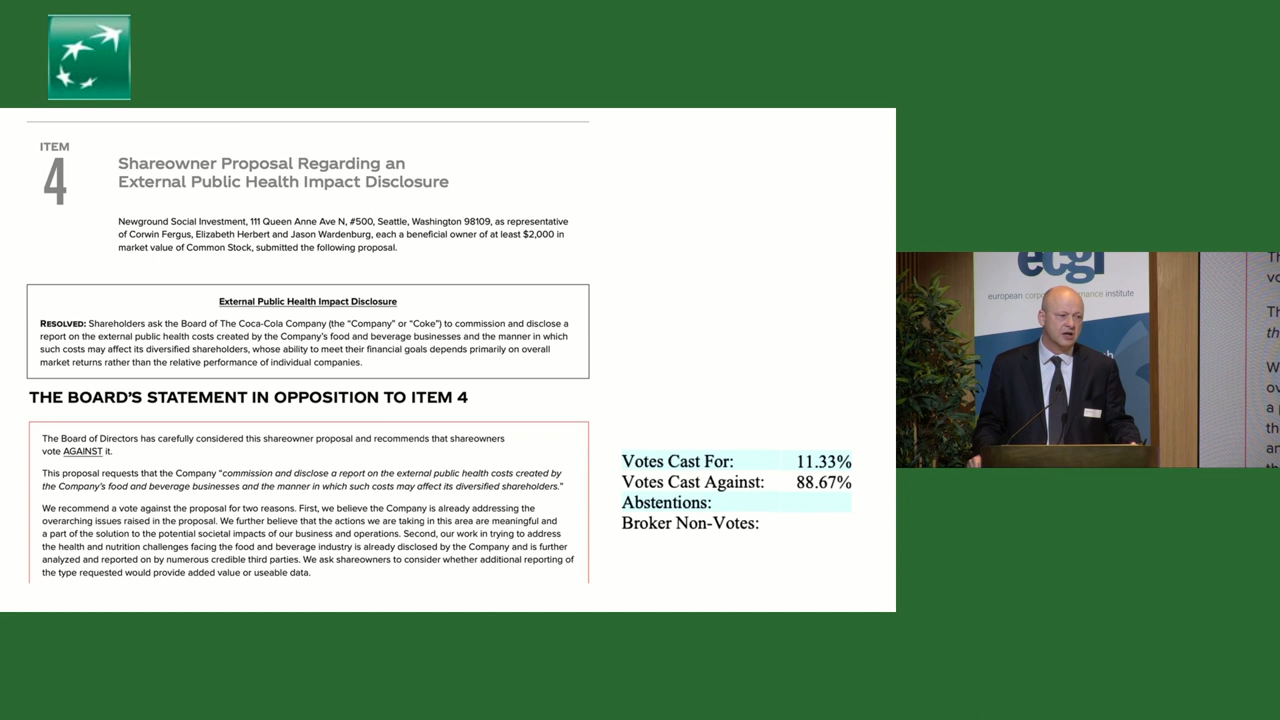 ITEM
4
Shareowner Proposal Regarding an
External Public Health Impact Disclosure
Newground Social Investment, 111 Queen Anne Ave N, #500, Seattle, Washington 98109, as representative
of Corwin Fergus, Elizabeth Herbert and Jason Wardenburg, each a beneficial owner of at least $2,000 in
market value of Common Stock, submitted the following proposal.
External Public Health Impact Disclosure
RESOLVED: Shareholders ask the Board of The Coca-Cola Company (the “Company” or “Coke”) to commission and disclose a
report on the external public health costs created by the Company’s food and beverage businesses and the manner in which
such costs may affect its diversified shareholders, whose ability to meet their financial goals depends primarily on overall
market returns rather than the relative performance of individual companies.
THE BOARD’S STATEMENT IN OPPOSITION TO ITEM 4
The Board of Directors has carefully considered this shareowner proposal and recommends that shareowners
vote AGAINST it.
This proposal requests that the Company “commission and disclose a report on the external public health costs created by
the Company’s food and beverage businesses and the manner in which such costs may affect its diversified shareholders.”
We recommend a vote against the proposal for two reasons. First, we believe the Company is already addressing the
overarching issues raised in the proposal. We further believe that the actions we are taking in this area are meaningful and
a part of the solution to the potential societal impacts of our business and operations. Second, our work in trying to address
the health and nutrition challenges facing the food and beverage industry is already disclosed by the Company and is further
analyzed and reported on by numerous credible third parties. We ask shareowners to consider whether additional reporting of
the type requested would provide added value or useable data.
Votes Cast For: 11.33%
Votes Cast Against: 88.67%
Abstentions:
Broker Non-Votes:
ecgi
european institute